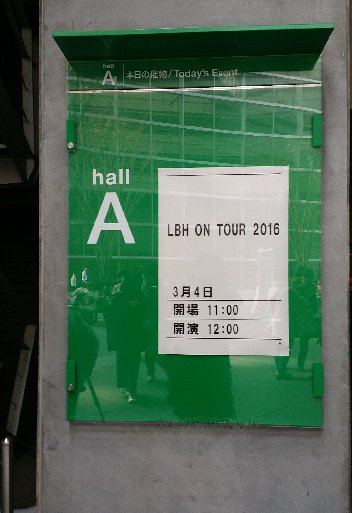 hall
A 本日の催物/Today's Event
hall
A
LBH ON TOUR 2016
3月4日
開場 11:00
開演 12:00